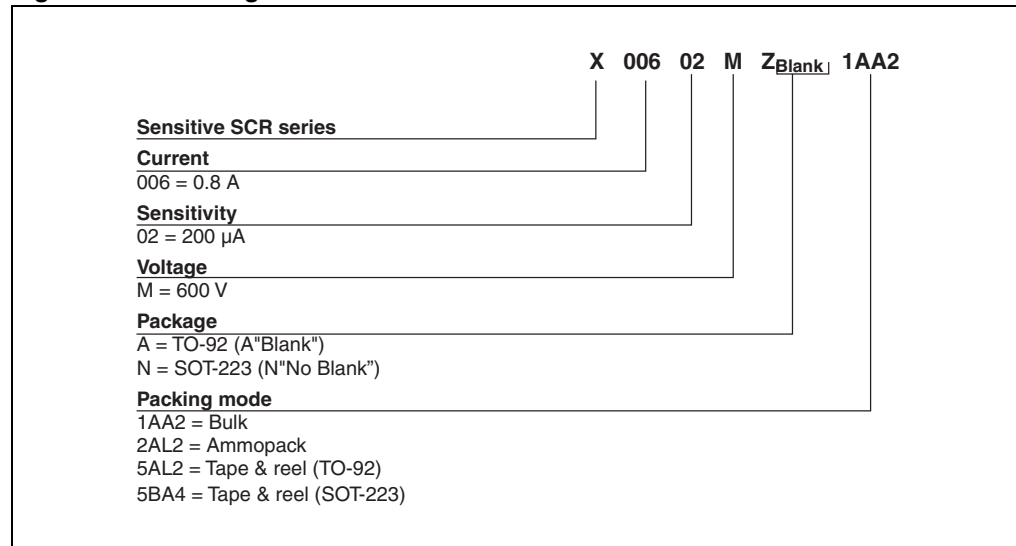 X 006 02 M ZBlank 1AA2
Sensitive SCR series
Current
006 = 0.8 A
Sensitivity
02 = 200 µA
Voltage
M = 600 V
Package
A = TO-92 (A"Blank")
N = SOT-223 (N"No Blank”)
Packing mode
1AA2 = Bulk
2AL2 = Ammopack
5AL2 = Tape & reel (TO-92)
5BA4 = Tape & reel (SOT-223)